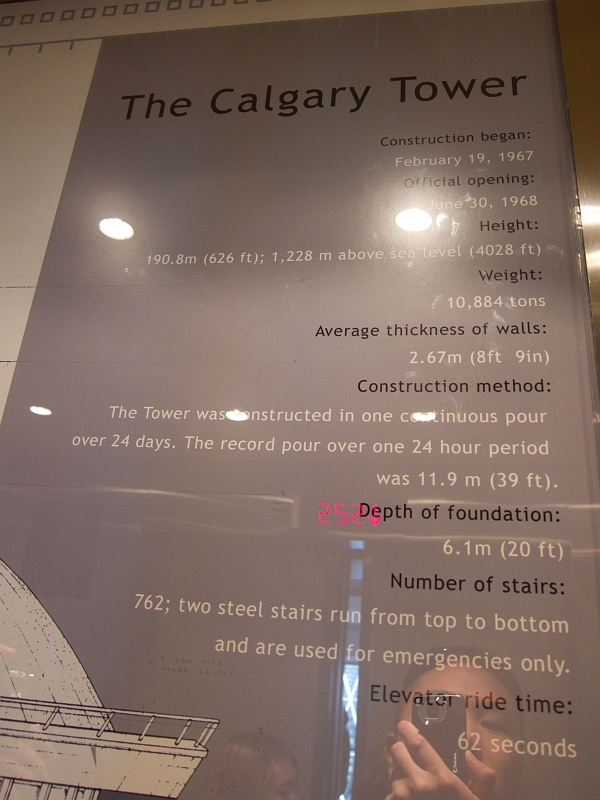 The Calgary Tower
Construction began:
February 19, 1967
Official opening:
June 30, 1968
Height:
190.8m (626 ft); 1,228 m above sea level (4028 ft)
Weight:
10,884 tons
Average thickness of walls:
2.67m (8ft 9in)
Construction method:
The Tower was constructed in one continuous pour
over 24 days. The record pour over one 24 hour period
was 11.9 m (39 ft).
Depth of foundation:
6.1m (20 ft)
Number of stairs:
762; two steel stairs run from top to bottom
and are used for emergencies only.
Elevator ride time:
62 seconds